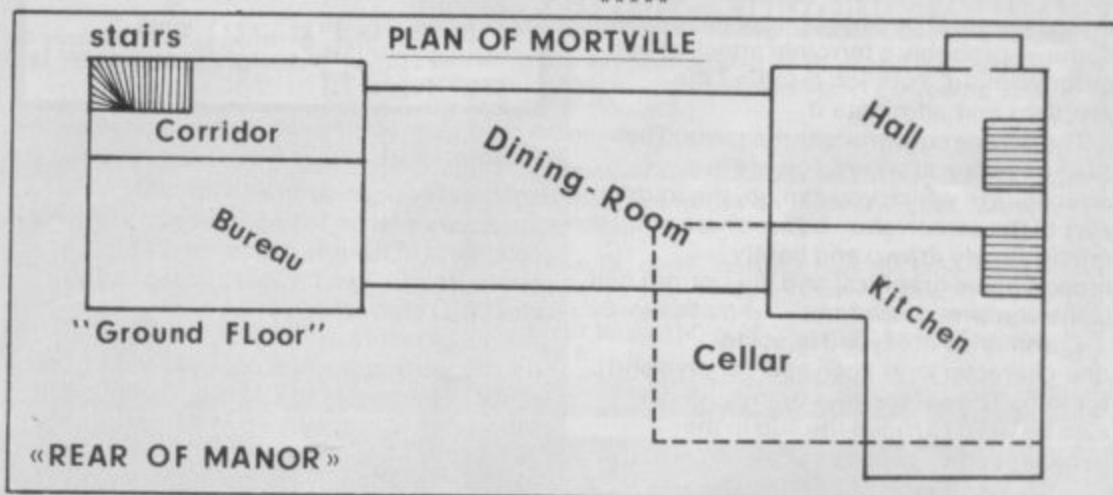 *****
stairs
PLAN OF MORTVILLE
Corridor
Hall
Dining-Room
Bureau
Kitchen
"Ground FLoor"
Cellar
«REAR OF MANOR»